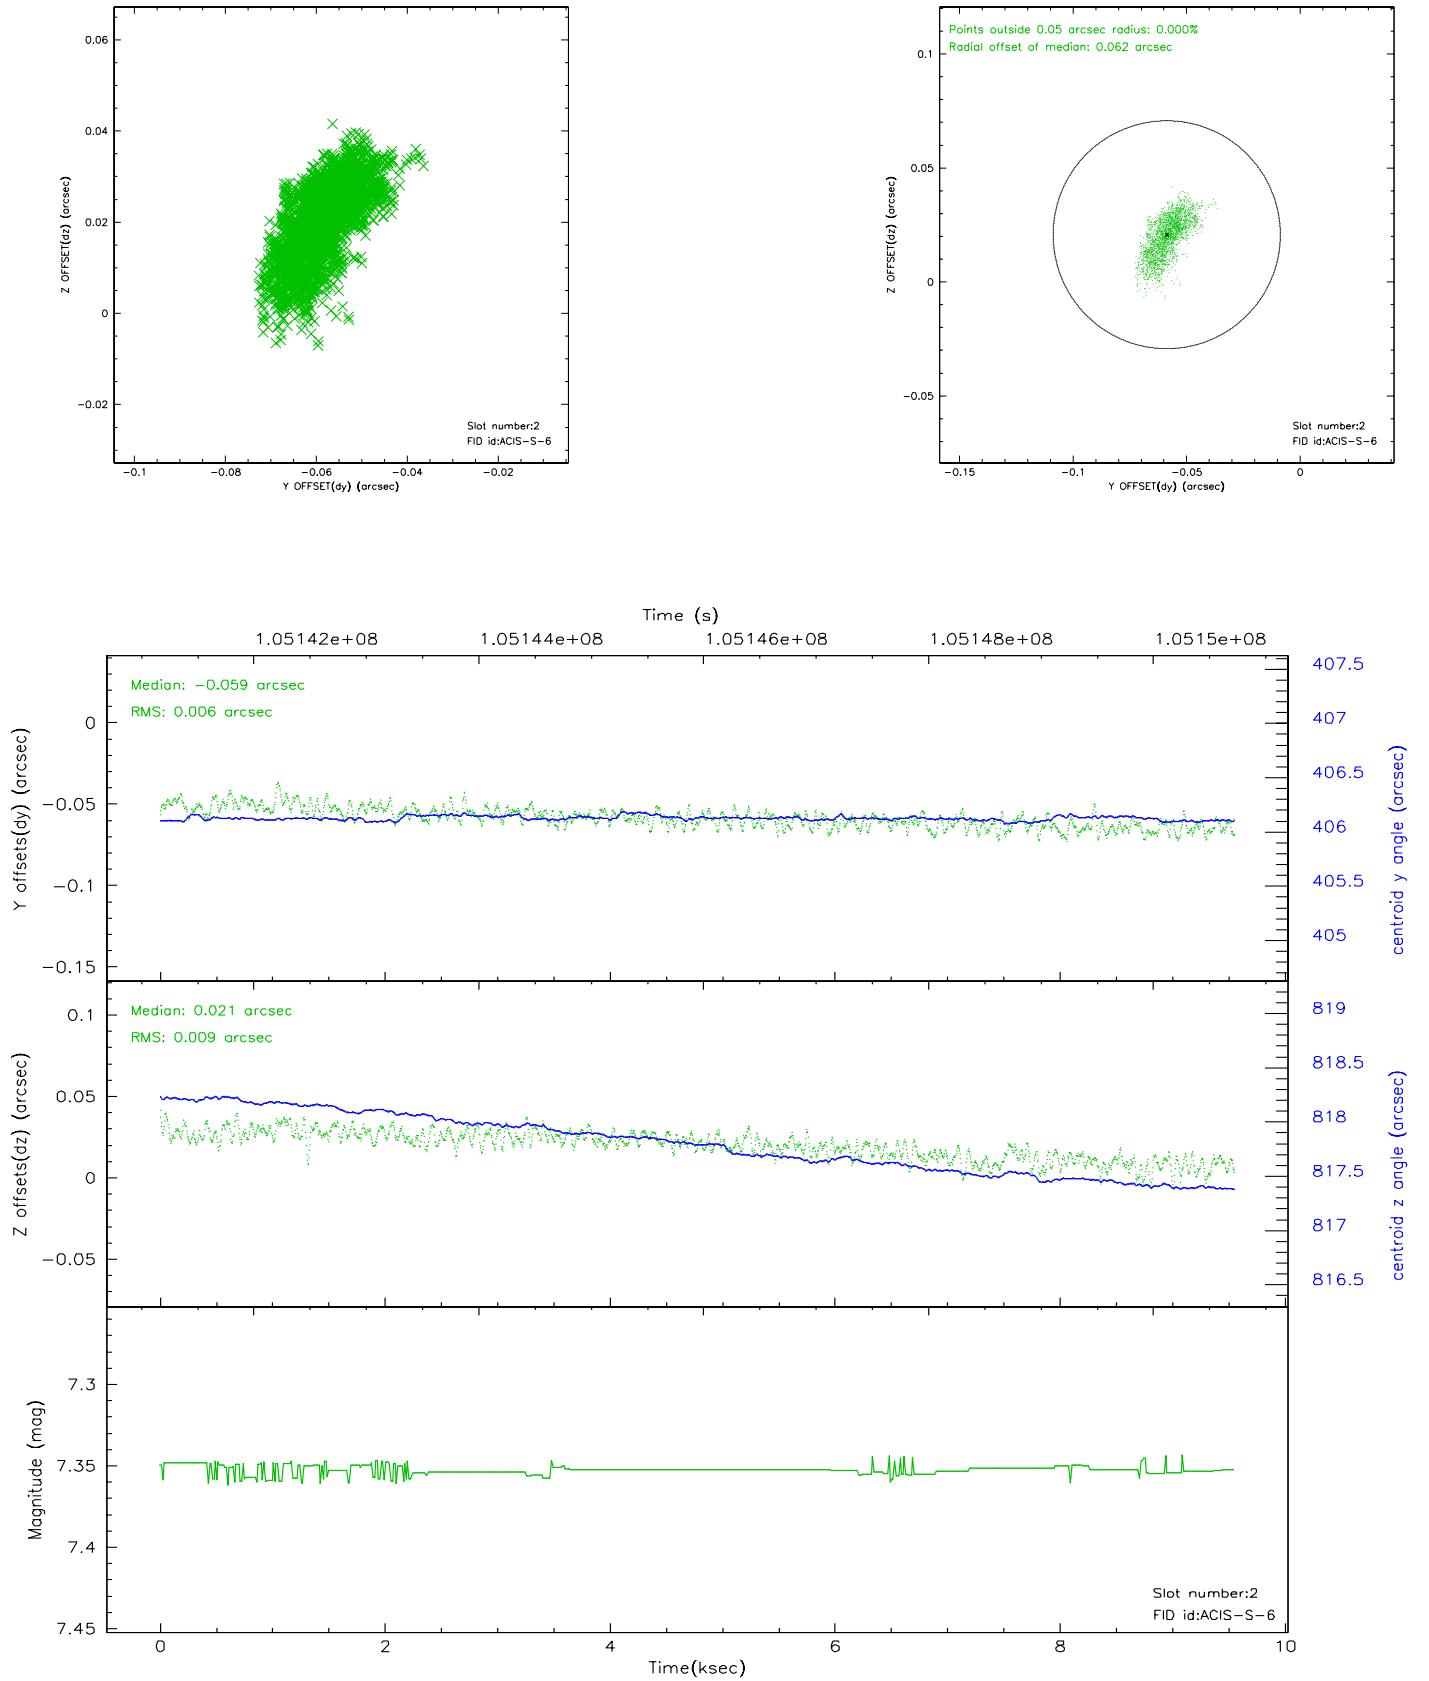 0.06
0.04
0.02
0
−0.02
Z OFFSET(dz) (arcsec)
Slot number:2
FID id:ACIS−S−6
−0.1 −0.08 −0.06 −0.04 −0.02
Y OFFSET(dy) (arcsec)
Points outside 0.05 arcsec radius: 0.000%
Radial offset of median: 0.062 arcsec
0.1
0.05
0
−0.05
Z OFFSET(dz) (arcsec)
Slot number:2
FID id:ACIS−S−6
−0.15 −0.1 −0.05 0
Y OFFSET(dy) (arcsec)
Time (s)
1.05142e+08 1.05144e+08 1.05146e+08 1.05148e+08 1.0515e+08
Median: −0.059 arcsec
RMS: 0.006 arcsec
0
−0.05
−0.1
−0.15
Y offsets(dy) (arcsec)
407.5
407
406.5
406
405.5
405
centroid y angle (arcsec)
Median: 0.021 arcsec
RMS: 0.009 arcsec
0.1
0.05
0
−0.05
Z offsets(dz) (arcsec)
819
818.5
818
817.5
817
816.5
centroid z angle (arcsec)
7.3
7.35
7.4
7.45
Magnitude (mag)
Slot number:2
FID id:ACIS−S−6
0 2 4 6 8 10
Time(ksec)